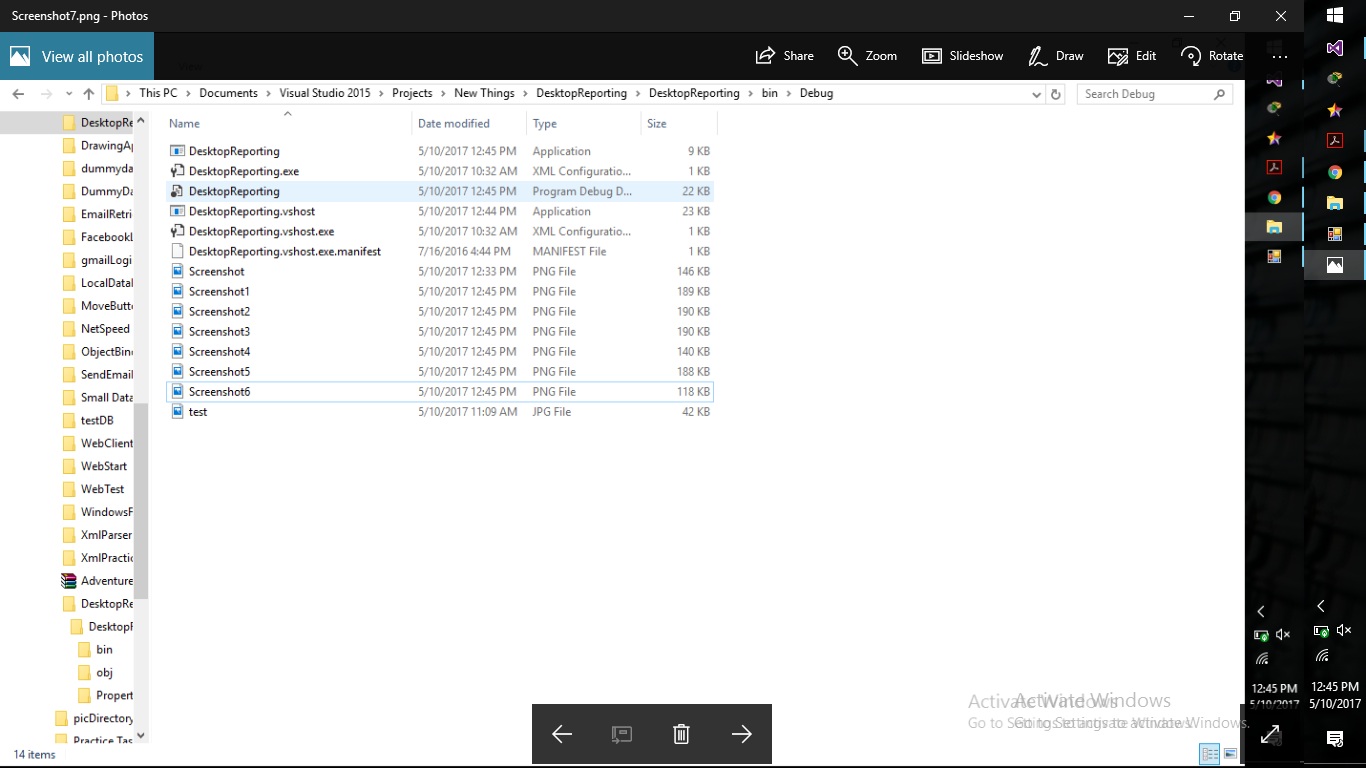 Screenshot7.png - Photos
View all photos
Share Zoom Slideshow Draw Edit Rotate ...
This PC Documents Visual Studio 2015 Projects New Things DesktopReporting DesktopReporting bin Debug
Search Debug
Name Date modified Type Size
DesktopReporting 5/10/2017 12:45 PM Application 9 KB
DesktopReporting.exe 5/10/2017 10:32 AM XML Configuratio... 1 KB
DesktopReporting 5/10/2017 12:45 PM Program Debug D... 22 KB
DesktopReporting.vshost 5/10/2017 12:44 PM Application 23 KB
DesktopReporting.vshost.exe 5/10/2017 10:32 AM XML Configuratio... 1 KB
DesktopReporting.vshost.exe.manifest 7/16/2016 4:44 PM MANIFEST File 1 KB
Screenshot 5/10/2017 12:33 PM PNG File 146 KB
Screenshot1 5/10/2017 12:45 PM PNG File 189 KB
Screenshot2 5/10/2017 12:45 PM PNG File 190 KB
Screenshot3 5/10/2017 12:45 PM PNG File 190 KB
Screenshot4 5/10/2017 12:45 PM PNG File 140 KB
Screenshot5 5/10/2017 12:45 PM PNG File 188 KB
Screenshot6 5/10/2017 12:45 PM PNG File 118 KB
test 5/10/2017 11:09 AM JPG File 42 KB
DesktopRe
DrawingAp
dummyda
DummyDa
EmailRetri
FacebookL
gmailLogi
LocalDatal
MoveButt
NetSpeed
ObjectBin
SendEmail
Small Data
testDB
WebClient
WebStart
WebTest
WindowsF
XmlParser
XmlPractic
Adventure
DesktopRe
DesktopF
bin
obj
Propert
picDirectory
Practice Tas
14 items
Activate Windows
Go to Settings to activate Windows.
12:45 PM
5/10/2017
12:45 PM
5/10/2017